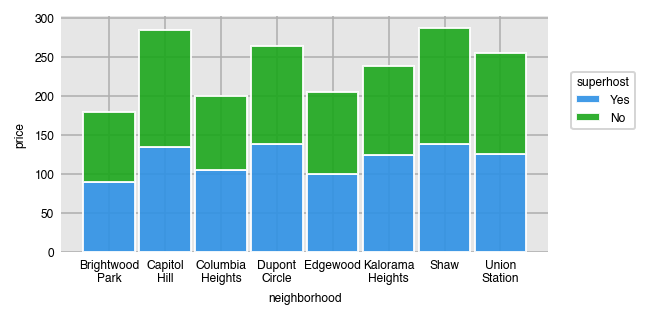 300
250
200
150
100
50
0
price
Brightwood Park
Capitol Hill
Columbia Heights
Dupont Circle
Edgewood
Kalorama Heights
Shaw
Union Station
neighborhood
superhost
Yes
No